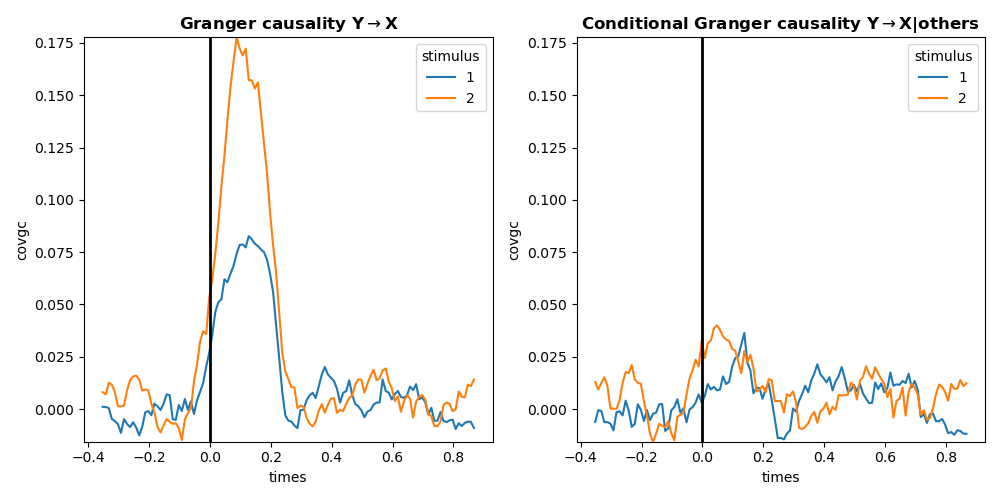 Granger causality Y→X
0.175
0.150
0.125
0.100
0.075
0.050
0.025
0.000
covgc
−0.4 −0.2 0.0 0.2 0.4 0.6 0.8
times
stimulus
1
2
Conditional Granger causality Y→X|others
0.175
0.150
0.125
0.100
0.075
0.050
0.025
0.000
covgc
−0.4 −0.2 0.0 0.2 0.4 0.6 0.8
times
stimulus
1
2